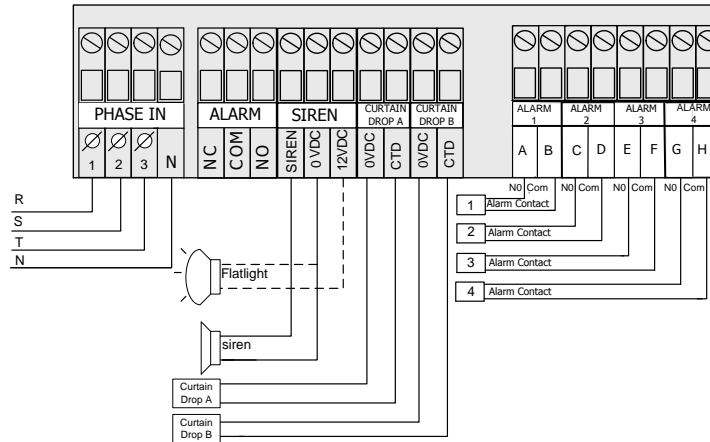 PHASE IN
ALARM
SIREN
CURTAIN DROP A
CURTAIN DROP B
ALARM 1
ALARM 2
ALARM 3
ALARM 4
1 2 3 N
NC COM NO
SIREN 0 VDC 12VDC
0VDC CTD
0VDC CTD
A B C D E F G H
N0 Com N0 Com N0 Com N0 Com
R
S
T
N
1 Alarm Contact
2 Alarm Contact
3 Alarm Contact
4 Alarm Contact
Flatlight
siren
Curtain
Drop A
Curtain
Drop B